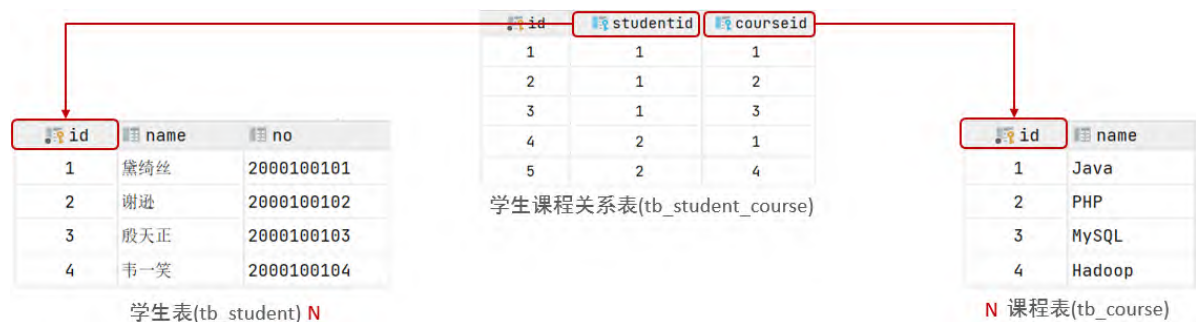 id studentid courseid
1 1 1
2 1 2
3 1 3
4 2 1
5 2 4
学生课程关系表(tb_student_course)
id name no
1 黛绮丝 2000100101
2 谢逊 2000100102
3 殷天正 2000100103
4 韦一笑 2000100104
学生表(tb_student) N
id name
1 Java
2 PHP
3 MySQL
4 Hadoop
N 课程表(tb_course)